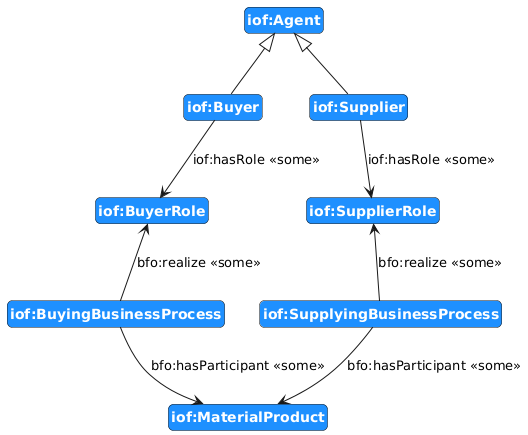 iof:Agent
iof:Buyer
iof:Supplier
iof:hasRole «some»
iof:hasRole «some»
iof:BuyerRole
iof:SupplierRole
bfo:realize «some»
bfo:realize «some»
iof:BuyingBusinessProcess
iof:SupplyingBusinessProcess
bfo:hasParticipant «some»
bfo:hasParticipant «some»
iof:MaterialProduct